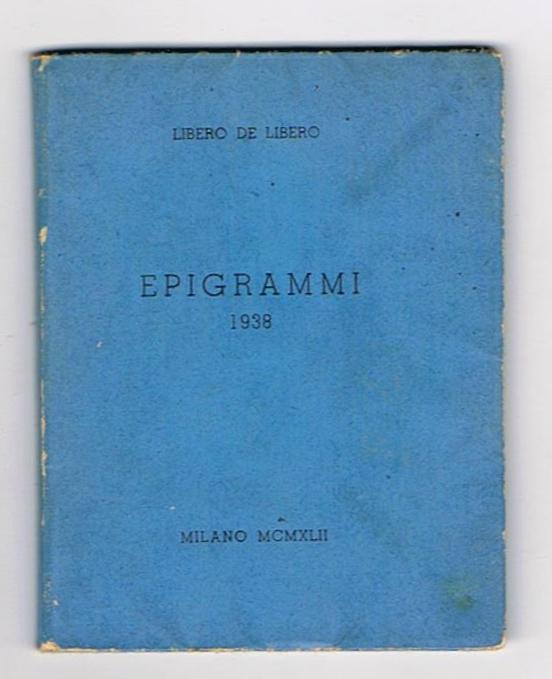 LIBERO DE LIBERO
EPIGRAMMI
1938
MILANO MCMXLII